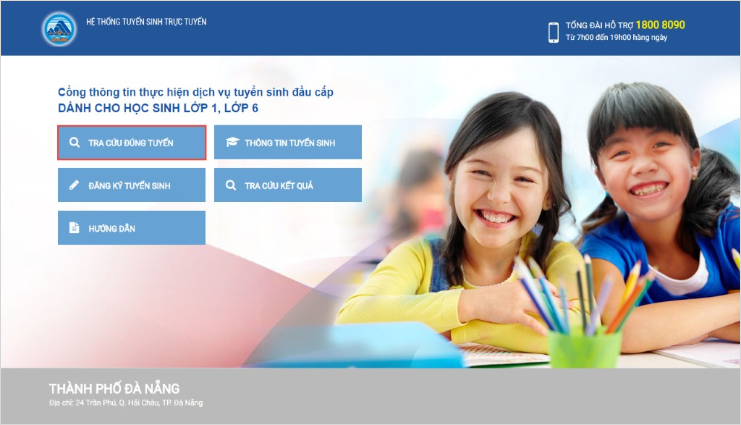 HỆ THỐNG TUYỂN SINH TRỰC TUYẾN
TỔNG ĐÀI HỖ TRỢ 1800 8090
Từ 7h00 đến 19h00 hàng ngày
Cổng thông tin thực hiện dịch vụ tuyển sinh đầu cấp
DÀNH CHO HỌC SINH LỚP 1, LỚP 6
TRA CỨU ĐÚNG TUYẾN
THÔNG TIN TUYỂN SINH
ĐĂNG KÝ TUYỂN SINH
TRA CỨU KẾT QUẢ
HƯỚNG DẪN
THÀNH PHỐ ĐÀ NẴNG
Địa chỉ: 24 Trần Phú, Q. Hải Châu, TP. Đà Nẵng